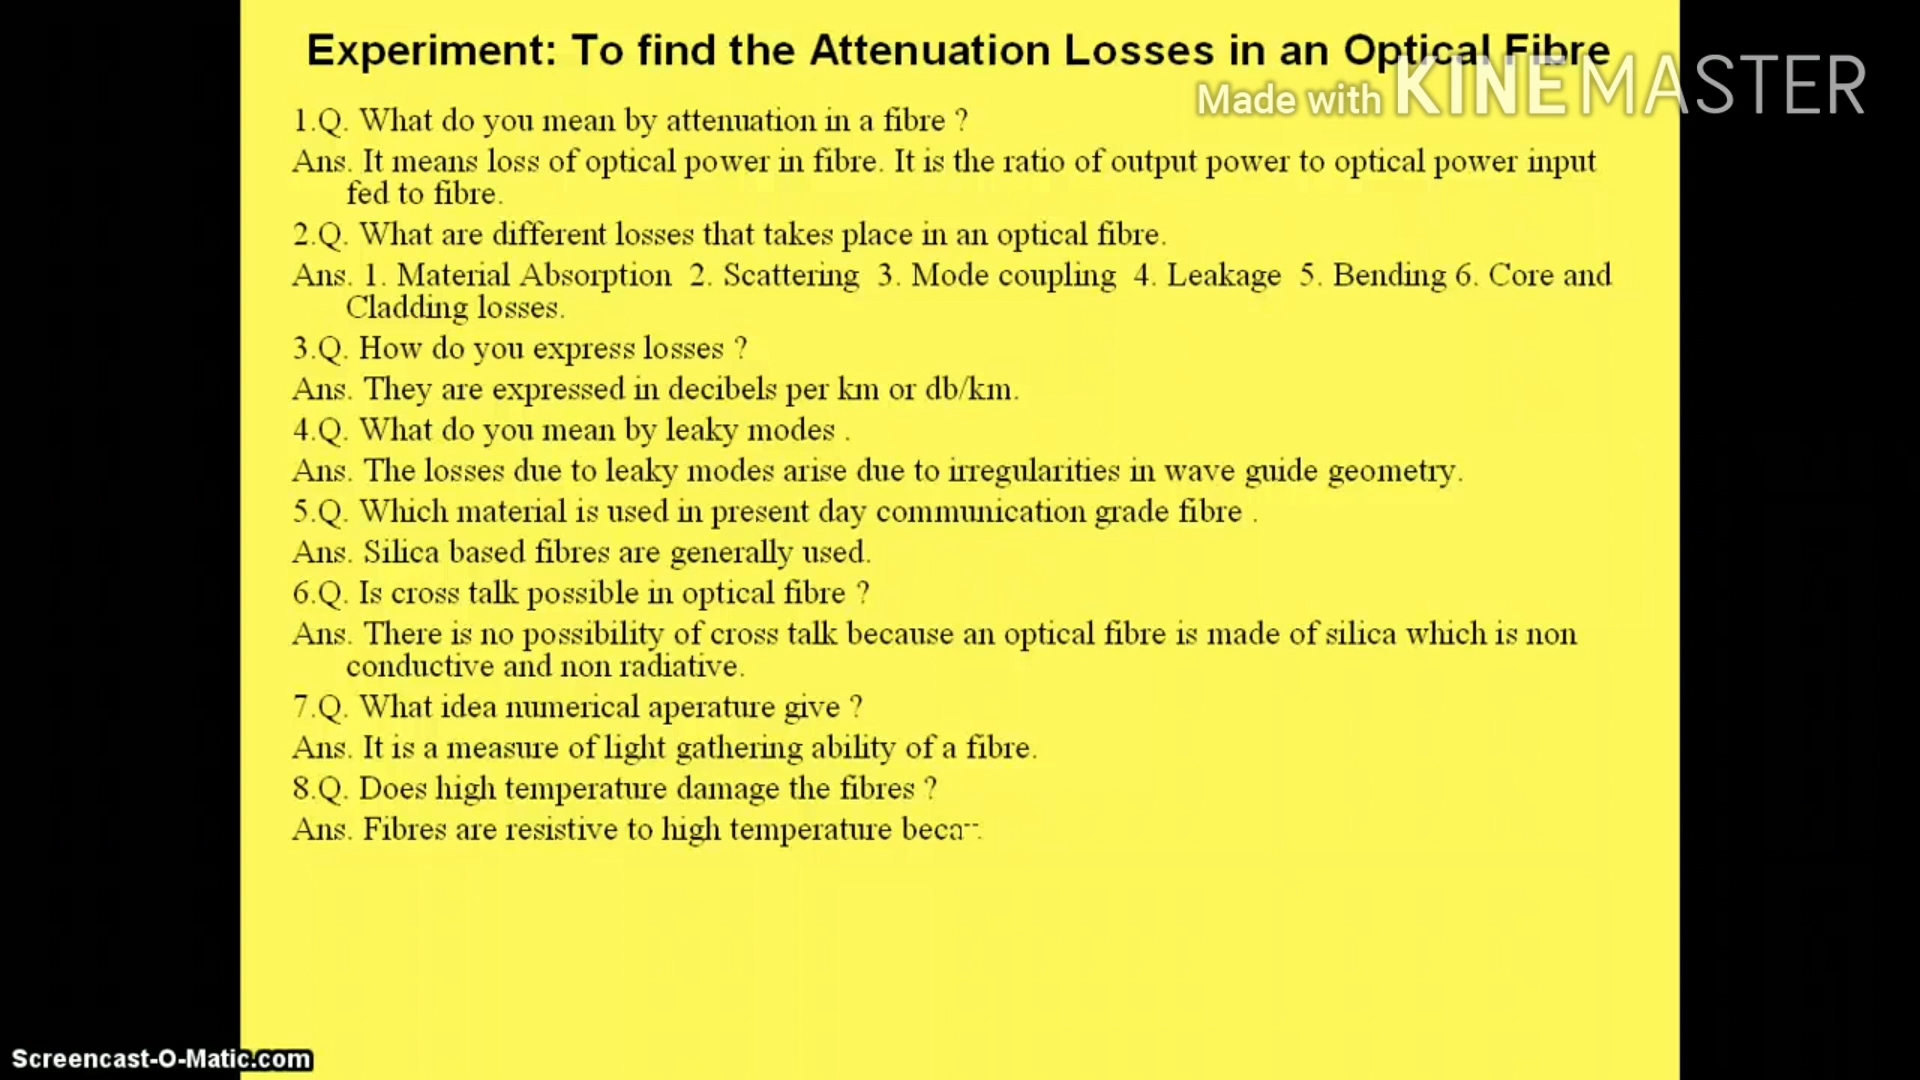 Experiment: To find the Attenuation Losses in an Optical Fibre
Made with KINEMASTER
1.Q. What do you mean by attenuation in a fibre ?
Ans. It means loss of optical power in fibre. It is the ratio of output power to optical power input
fed to fibre.
2.Q. What are different losses that takes place in an optical fibre.
Ans. 1. Material Absorption 2. Scattering 3. Mode coupling 4. Leakage 5. Bending 6. Core and
Cladding losses.
3.Q. How do you express losses ?
Ans. They are expressed in decibels per km or db/km.
4.Q. What do you mean by leaky modes .
Ans. The losses due to leaky modes arise due to irregularities in wave guide geometry.
5.Q. Which material is used in present day communication grade fibre .
Ans. Silica based fibres are generally used.
6.Q. Is cross talk possible in optical fibre ?
Ans. There is no possibility of cross talk because an optical fibre is made of silica which is non
conductive and non radiative.
7.Q. What idea numerical aperature give ?
Ans. It is a measure of light gathering ability of a fibre.
8.Q. Does high temperature damage the fibres ?
Ans. Fibres are resistive to high temperature
Screencast-O-Matic.com